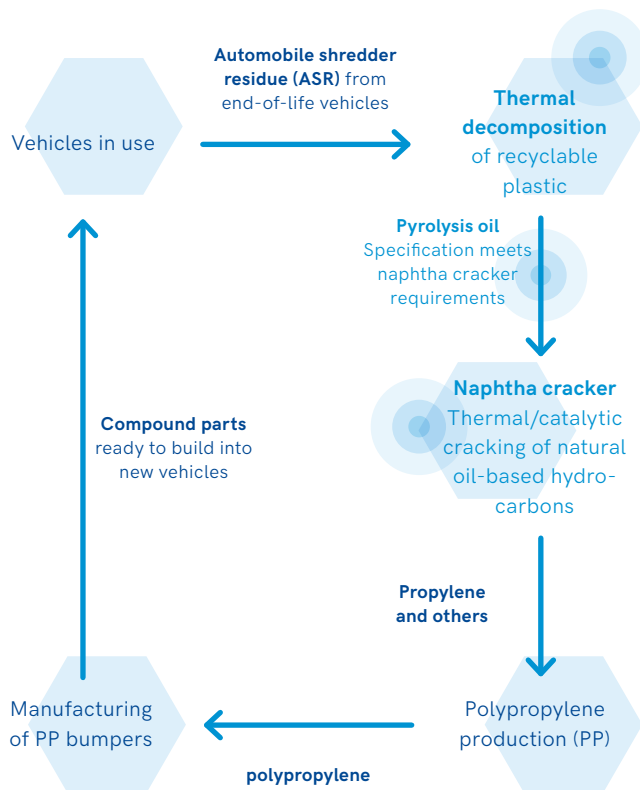 Automobile shredder
residue (ASR) from
end-of-life vehicles
Vehicles in use
Thermal
decomposition
of recyclable
plastic
Pyrolysis oil
Specification meets
naphtha cracker
requirements
Naphtha cracker
Thermal/catalytic
cracking of natural
oil-based hydro-
carbons
Compound parts
ready to build into
new vehicles
Propylene
and others
Polypropylene
production (PP)
Manufacturing
of PP bumpers
polypropylene